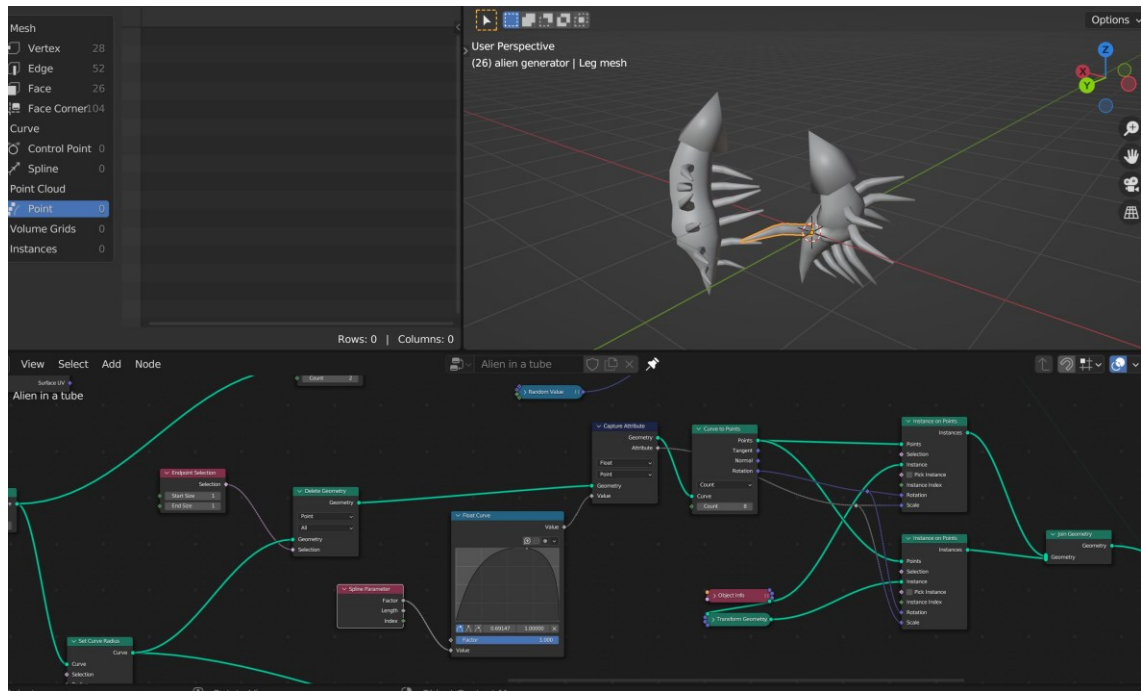 Mesh
Vertex 28
Edge 52
Face 26
Face Corner 104
Curve
Control Point 0
Spline 0
Point Cloud
Point 0
Volume Grids 0
Instances 0
Rows: 0 | Columns: 0
Options
User Perspective
(26) alien generator | Leg mesh
Z
X
Y
View Select Add Node
Alien in a tube
Surface UV
Alien in a tube
Count 2
Random Value
Endpoint Selection
Selection
Start Size 1
End Size 1
Delete Geometry
Geometry
Point
All
Geometry
Selection
Set Curve Radius
Curve
Curve
Selection
Spline Parameter
Factor
Length
Index
Float Curve
Value
0.69147 1.00000
Factor 1.000
Value
Capture Attribute
Geometry
Attribute
Float
Point
Geometry
Value
Curve to Points
Points
Tangent
Normal
Rotation
Count
Curve
Count 8
Object Info
Transform Geometry
Instance on Points
Instances
Points
Selection
Instance
Pick Instance
Instance Index
Rotation
Scale
Instance on Points
Instances
Points
Selection
Instance
Pick Instance
Instance Index
Rotation
Scale
Join Geometry
Geometry
Geometry